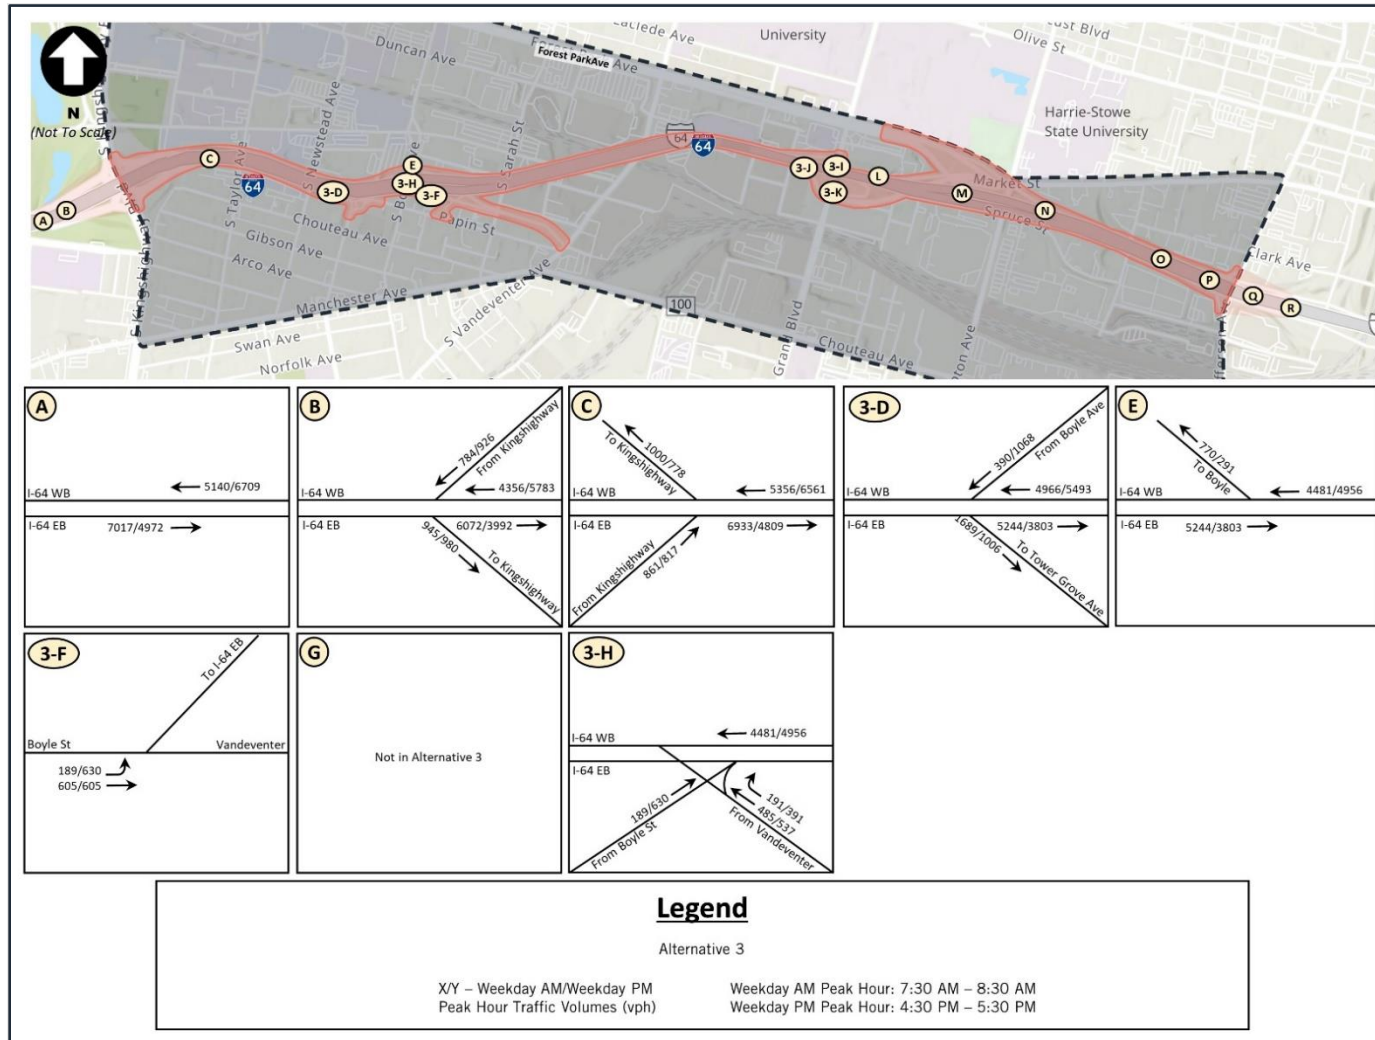 N
(Not To Scale)
Duncan Ave
Laclede Ave
Forest ParkAve
University
Olive St
Harrie-Stowe
State University
S Taylor Ave
S Newstead Ave
S Sarah St
64
64
64
Chouteau Ave
Gibson Ave
Arco Ave
Papin St
Manchester Ave
Swan Ave
Norfolk Ave
S Vandeventer Ave
100
Grand Blvd
Chouteau Ave
Market St
Spruce St
Clark Ave
A
B
C
3-D
E
3-H
3-F
3-J
3-I
3-K
L
M
N
O
P
Q
R
A
I-64 WB
5140/6709
I-64 EB
7017/4972
B
784/926
From Kingshighway
4356/5783
I-64 WB
I-64 EB
6072/3992
945/980
To Kingshighway
C
1000/778
To Kingshighway
5356/6561
I-64 WB
I-64 EB
6933/4809
From Kingshighway
861/817
3-D
390/1068
From Boyle Ave
4966/5493
I-64 WB
I-64 EB
5244/3803
1689/1006
To Tower Grove Ave
E
770/291
To Boyle
4481/4956
I-64 WB
I-64 EB
5244/3803
3-F
To I-64 EB
Boyle St
Vandeventer
189/630
605/605
G
Not in Alternative 3
3-H
4481/4956
I-64 WB
I-64 EB
189/630
From Boyle St
191/391
485/537
From Vandeventer
Legend
Alternative 3
X/Y – Weekday AM/Weekday PM
Peak Hour Traffic Volumes (vph)
Weekday AM Peak Hour: 7:30 AM – 8:30 AM
Weekday PM Peak Hour: 4:30 PM – 5:30 PM